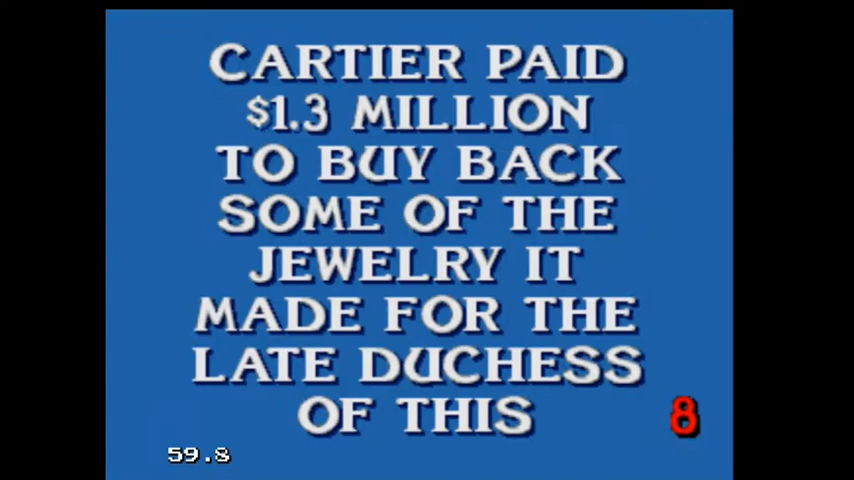 CARTIER PAID
$1.3 MILLION
TO BUY BACK
SOME OF THE
JEWELRY IT
MADE FOR THE
LATE DUCHESS
OF THIS
8
59.8